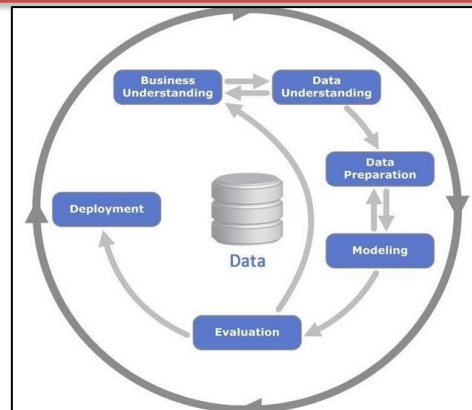 Business
Understanding
Data
Understanding
Data
Preparation
Deployment
Data
Modeling
Evaluation